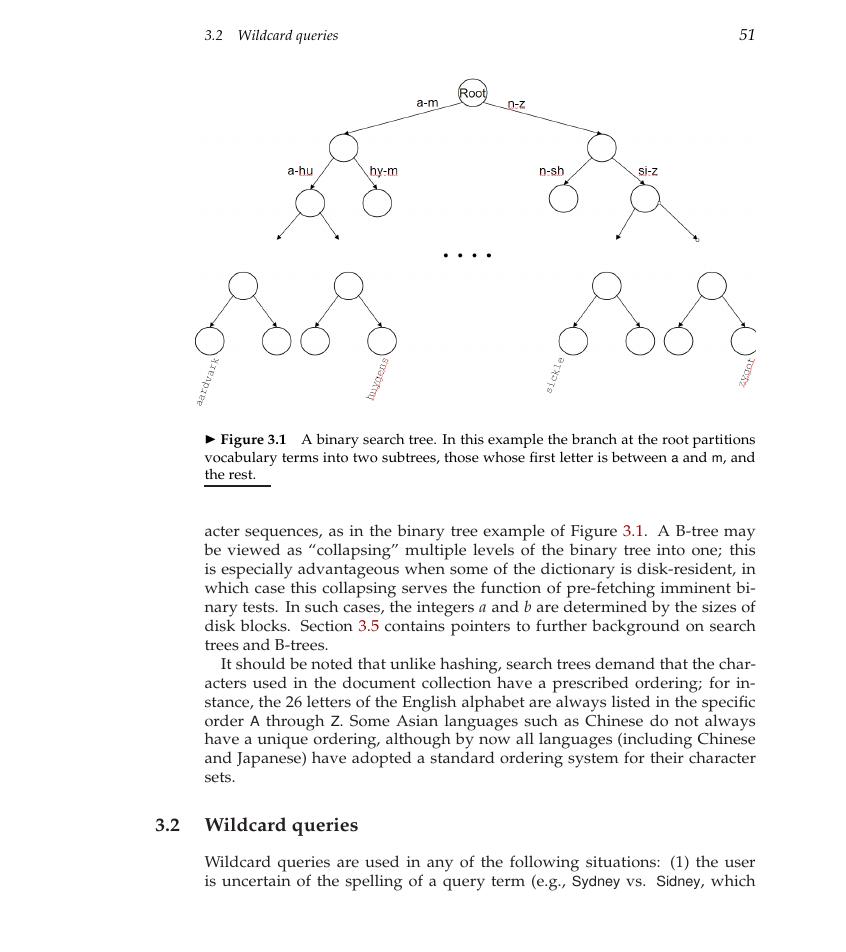 3.2 Wildcard queries 51
Root
a-m n-z
a-hu hy-m n-sh si-z
. . . .
aardvark
huygens
sickle
zygot
► Figure 3.1 A binary search tree. In this example the branch at the root partitions
vocabulary terms into two subtrees, those whose first letter is between a and m, and
the rest.
acter sequences, as in the binary tree example of Figure 3.1. A B-tree may
be viewed as “collapsing” multiple levels of the binary tree into one; this
is especially advantageous when some of the dictionary is disk-resident, in
which case this collapsing serves the function of pre-fetching imminent bi-
nary tests. In such cases, the integers a and b are determined by the sizes of
disk blocks. Section 3.5 contains pointers to further background on search
trees and B-trees.
It should be noted that unlike hashing, search trees demand that the char-
acters used in the document collection have a prescribed ordering; for in-
stance, the 26 letters of the English alphabet are always listed in the specific
order A through Z. Some Asian languages such as Chinese do not always
have a unique ordering, although by now all languages (including Chinese
and Japanese) have adopted a standard ordering system for their character
sets.
3.2 Wildcard queries
Wildcard queries are used in any of the following situations: (1) the user
is uncertain of the spelling of a query term (e.g., Sydney vs. Sidney, which